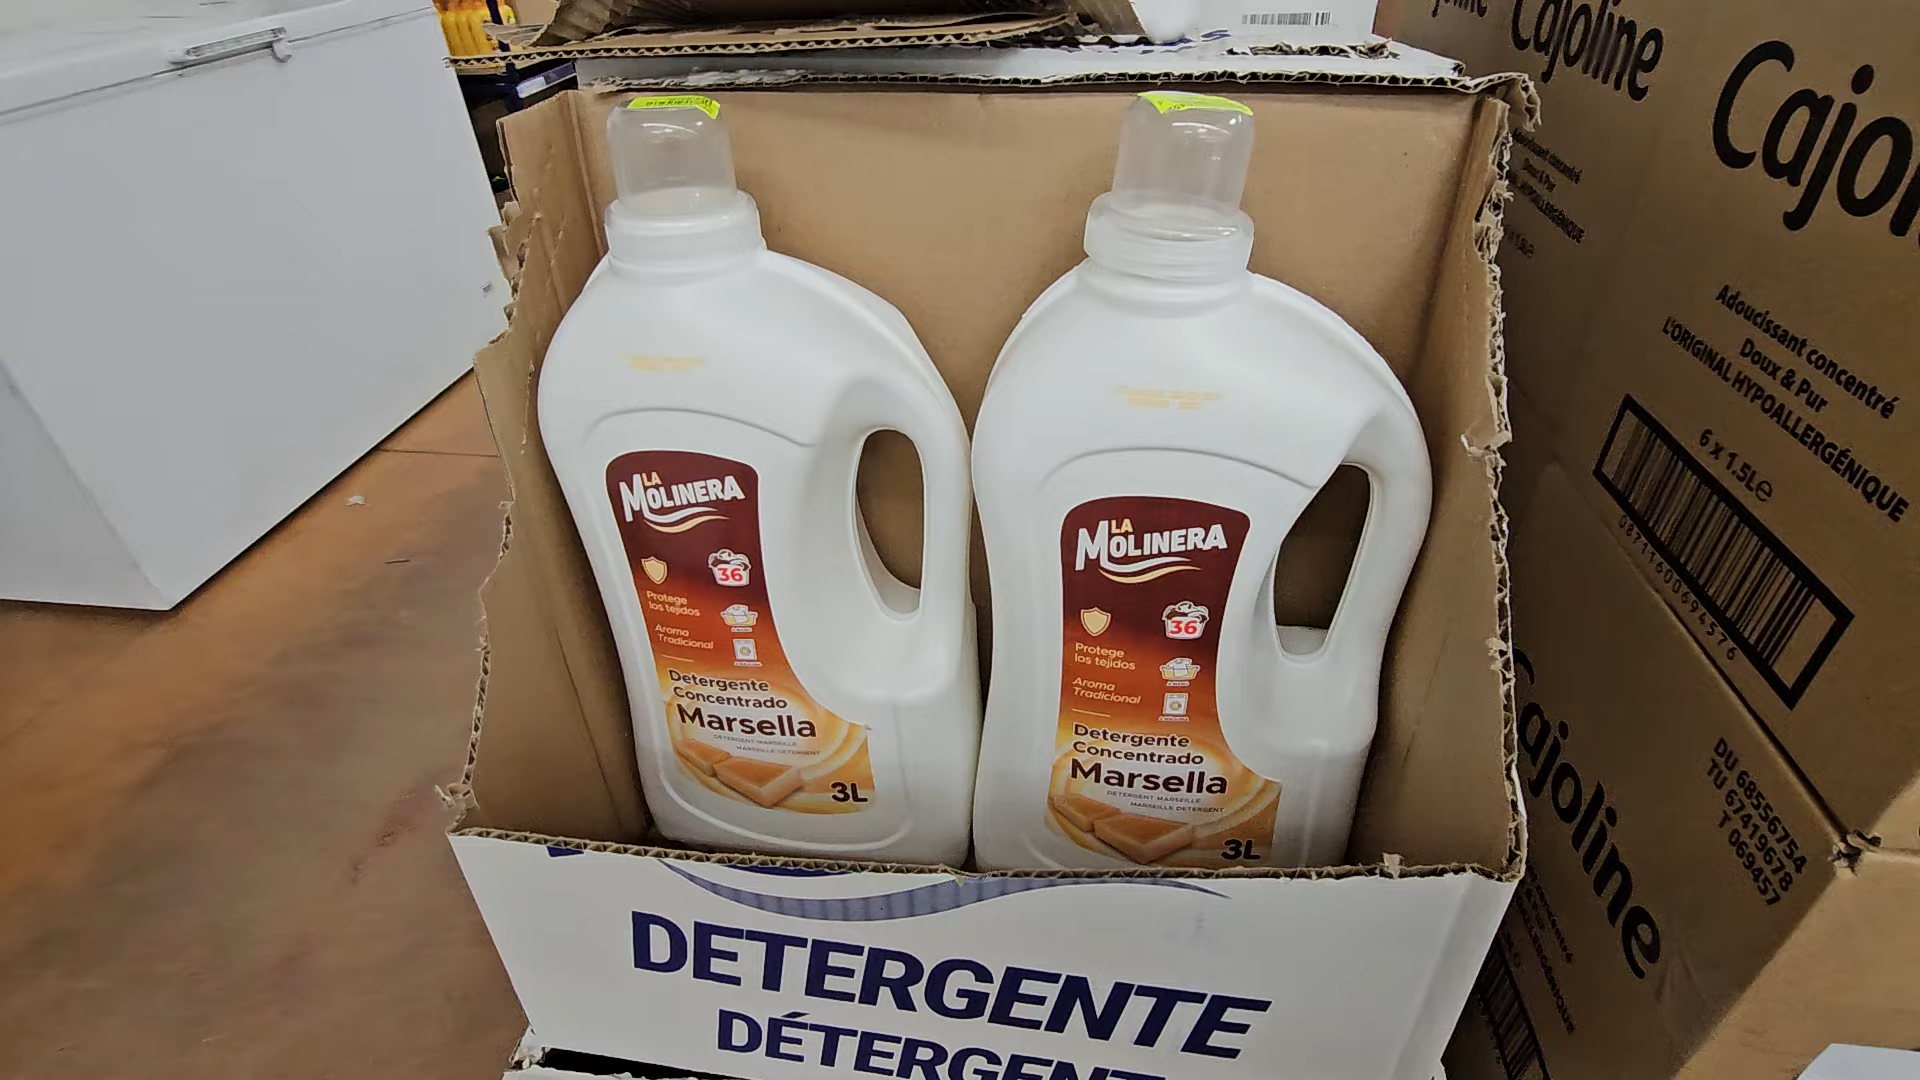 LA
MOLINERA
36
Protege
los tejidos
Aroma
Tradicional
Detergente
Concentrado
Marsella
DETERGENT MARSEILLE
MARSEILLE DETERGENT
3L
LA
MOLINERA
36
Protege
los tejidos
Aroma
Tradicional
Detergente
Concentrado
Marsella
DETERGENT MARSEILLE
MARSEILLE DETERGENT
3L
DETERGENTE
DÉTERGENT
Cajoline
Cajo
Adoucissant concentré
Doux & Pur
L'ORIGINAL HYPOALLERGÉNIQUE
6 x 1.5L e
DU 68556754
TU 67419678
T 069457
Cajoline